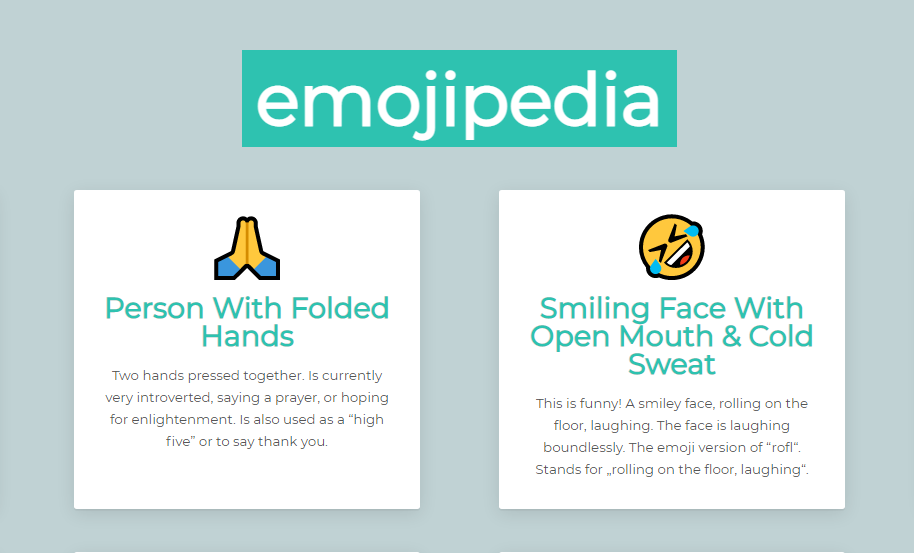 emojipedia
Person With Folded
Hands
Two hands pressed together. Is currently
very introverted, saying a prayer, or hoping
for enlightenment. Is also used as a “high
five” or to say thank you.
Smiling Face With
Open Mouth & Cold
Sweat
This is funny! A smiley face, rolling on the
floor, laughing. The face is laughing
boundlessly. The emoji version of “rofl“.
Stands for „rolling on the floor, laughing“.